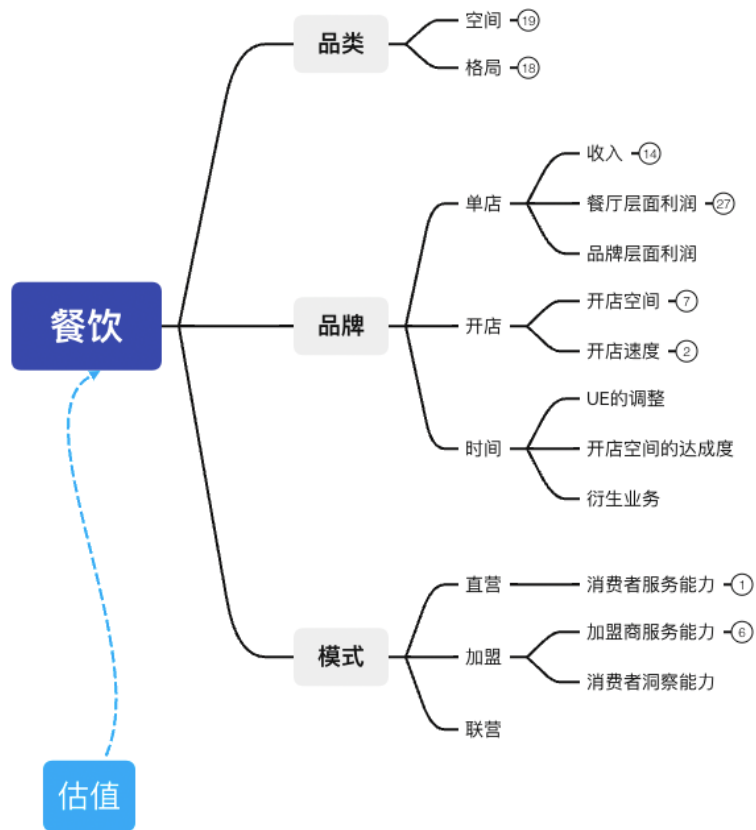 品类
空间 19
格局 18
餐饮
品牌
单店
收入 14
餐厅层面利润 27
品牌层面利润
开店
开店空间 7
开店速度 2
时间
UE的调整
开店空间的达成度
衍生业务
模式
直营
消费者服务能力 1
加盟
加盟商服务能力 6
消费者洞察能力
联营
估值